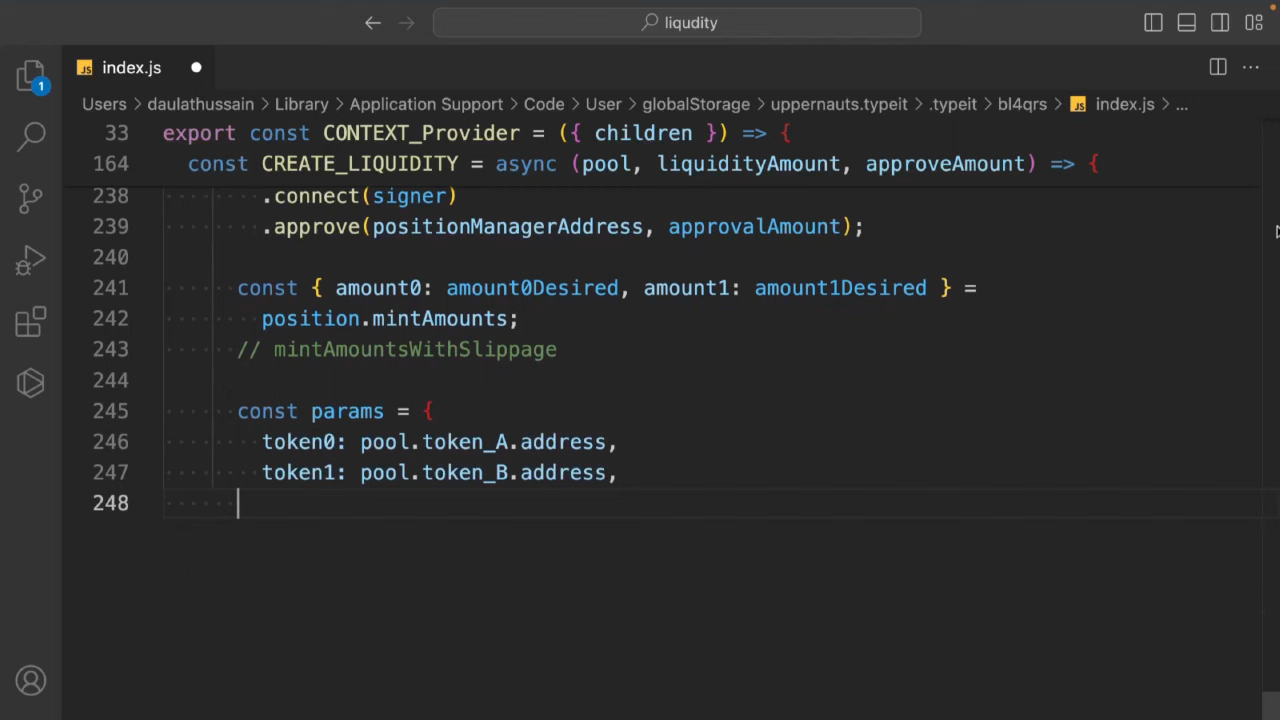 liqudity
JS index.js
1
Users > daulathussain > Library > Application Support > Code > User > globalStorage > uppernauts.typeit > .typeit > bl4qrs > JS index.js > ...
33 export const CONTEXT_Provider = ({ children }) => {
164 const CREATE_LIQUIDITY = async (pool, liquidityAmount, approveAmount) => {
238 .connect(signer)
239 .approve(positionManagerAddress, approvalAmount);
240
241 const { amount0: amount0Desired, amount1: amount1Desired } =
242 position.mintAmounts;
243 // mintAmountsWithSlippage
244
245 const params = {
246 token0: pool.token_A.address,
247 token1: pool.token_B.address,
248